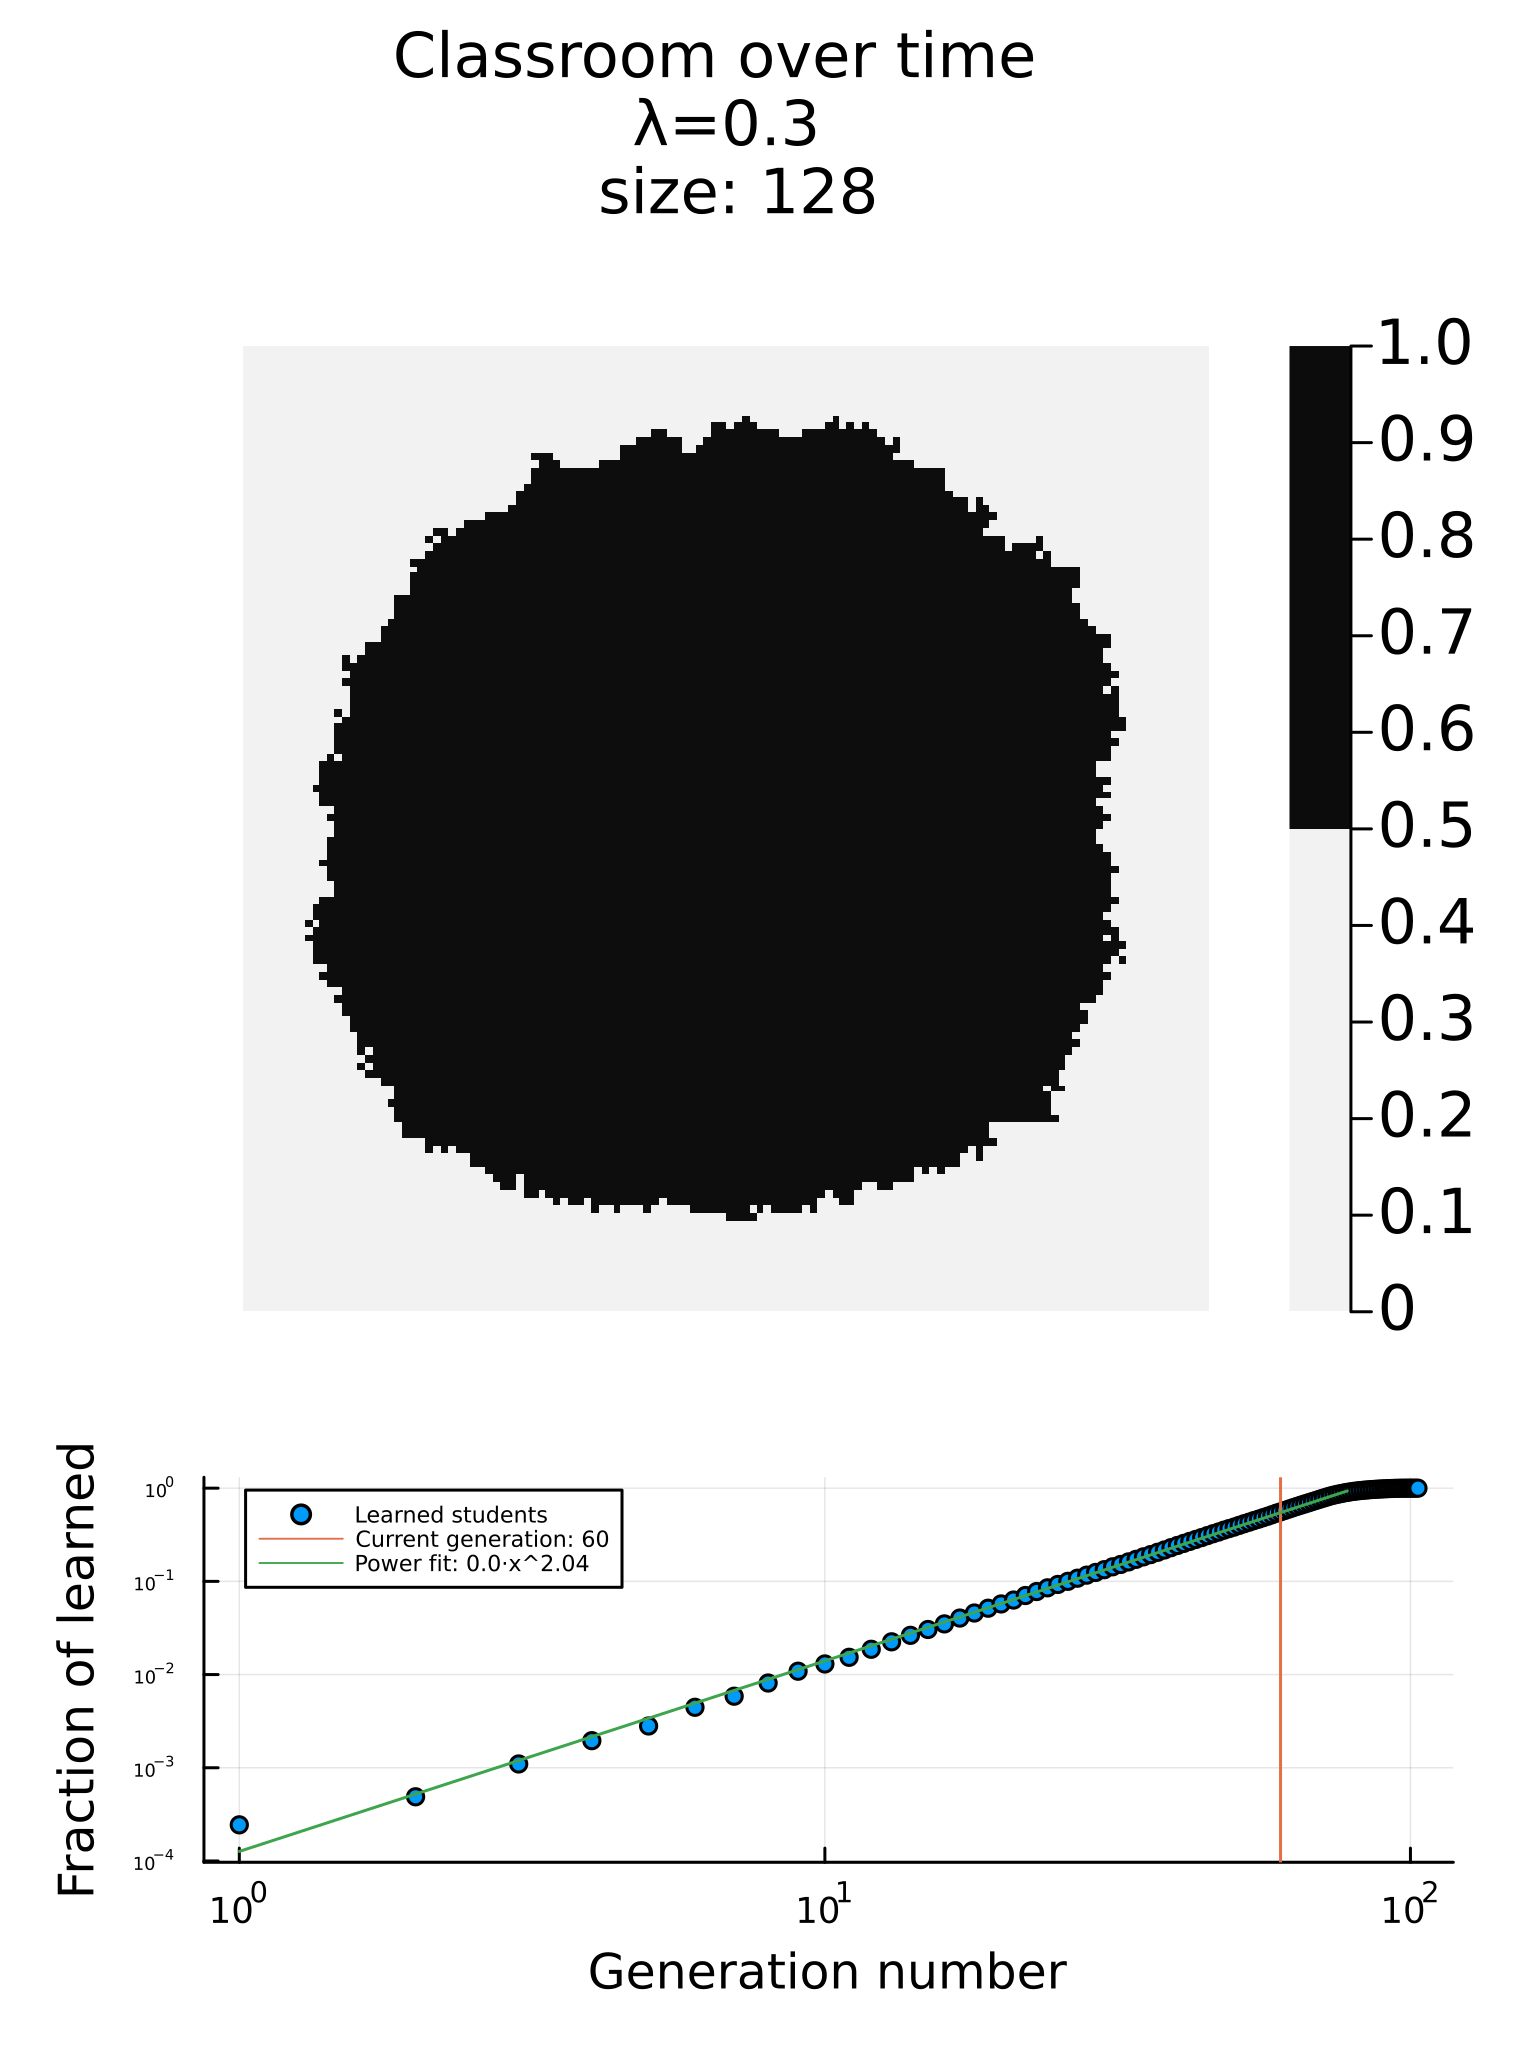 Classroom over time
λ=0.3
size: 128
1.0
0.9
0.8
0.7
0.6
0.5
0.4
0.3
0.2
0.1
0
Fraction of learned
10^0
10^-1
10^-2
10^-3
10^-4
Learned students
Current generation: 60
Power fit: 0.0·x^2.04
10^0 10^1 10^2
Generation number